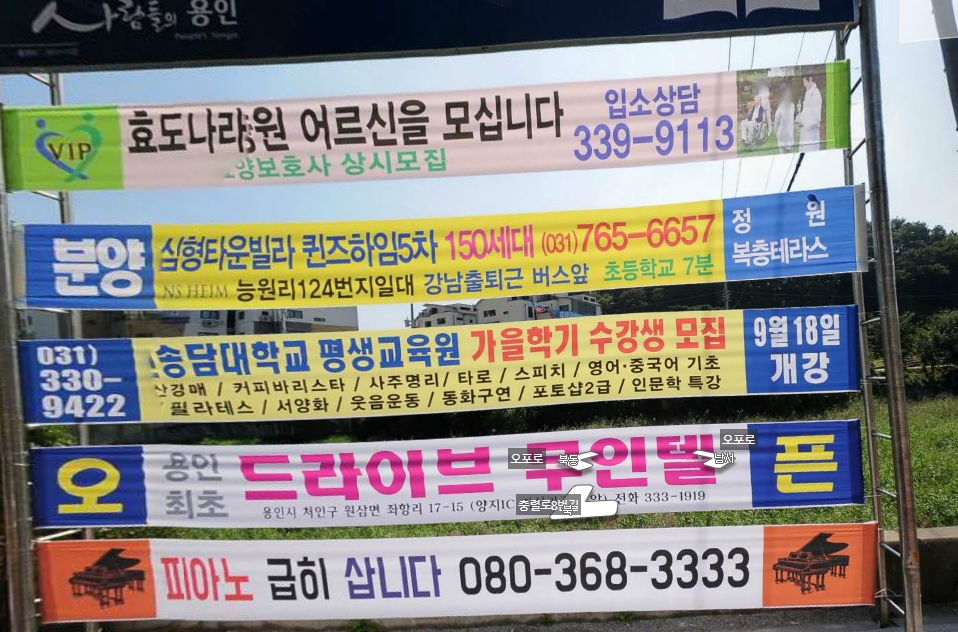 사람들의 용인
People's Yongin
VIP
효도나라 원 어르신을 모십니다
양보호사 상시모집
입소상담
339-9113
분양
심형타운빌라 퀸즈하임5차 150세대 (031)765-6657
NS HEIM 능원리124번지일대 강남출퇴근 버스앞 초등학교 7분
정원
복층테라스
031)
330-
9422
송담대학교 평생교육원 가을학기 수강생 모집
산경매 / 커피바리스타 / 사주명리/ 타로 / 스피치 / 영어·중국어 기초
필라테스 / 서양화 / 웃음운동 / 동화구연 / 포토샵2급 / 인문학 특강
9월 18일
개강
오
용인
최초
드라이브 무인텔
용인시 처인구 원삼면 좌항리 17-15 (양지IC 전화 333-1919
픈
오포로
북동
오포로
남서
충렬로8번길
피아노 급히 삽니다 080-368-3333